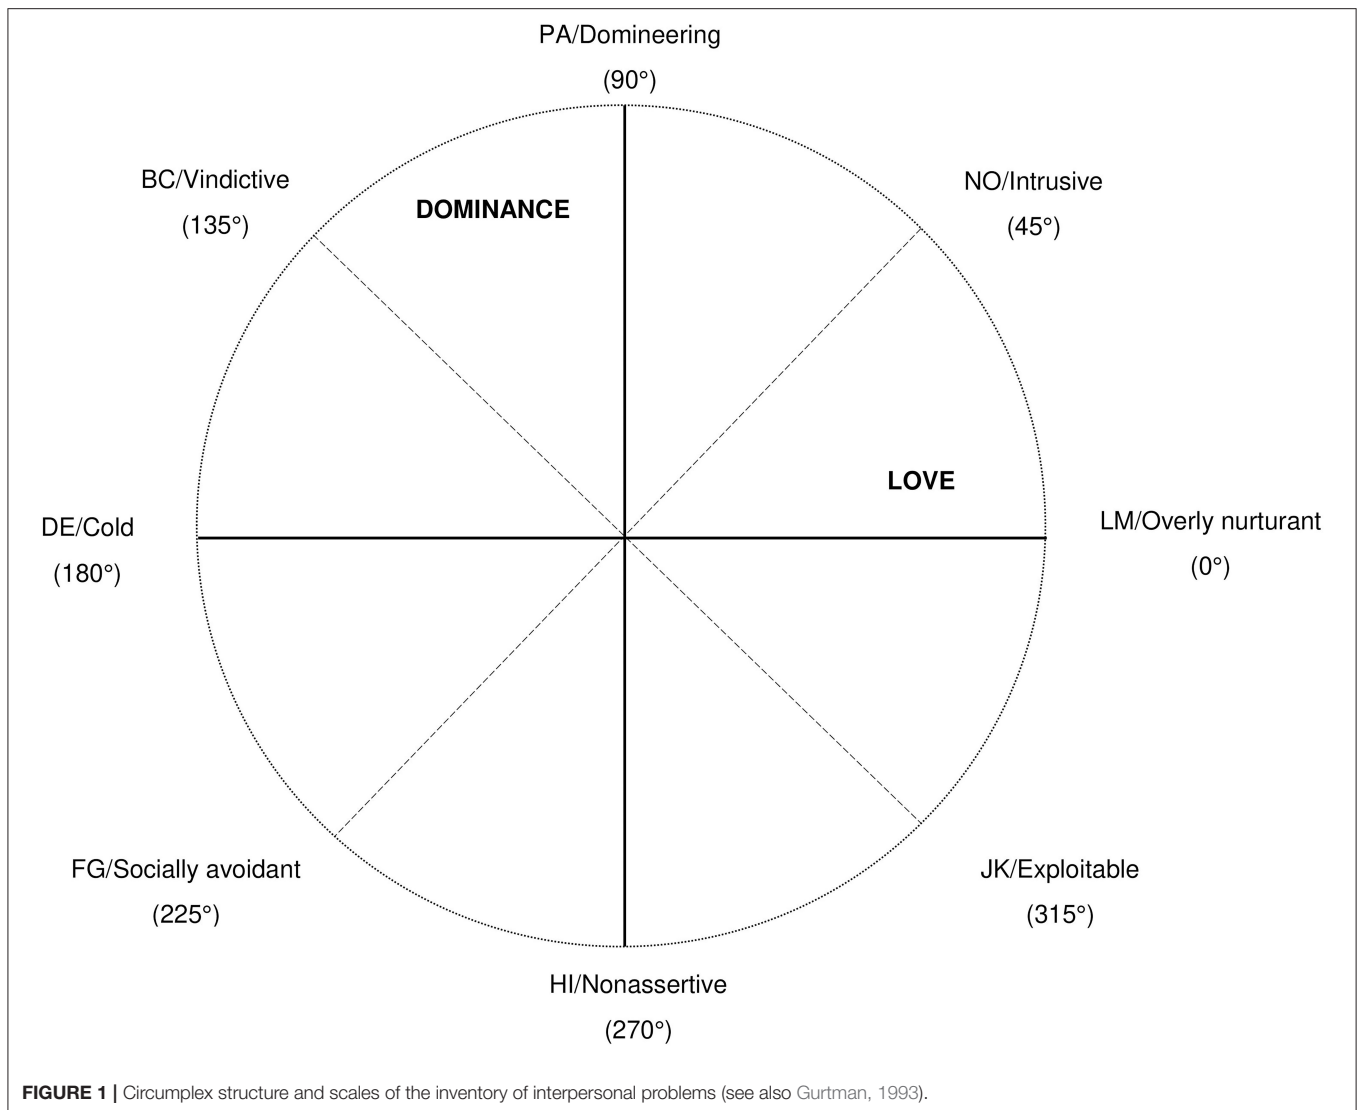 PA/Domineering
(90°)
BC/Vindictive
(135°)
NO/Intrusive
(45°)
DOMINANCE
LOVE
DE/Cold
(180°)
LM/Overly nurturant
(0°)
FG/Socially avoidant
(225°)
JK/Exploitable
(315°)
HI/Nonassertive
(270°)
FIGURE 1 | Circumplex structure and scales of the inventory of interpersonal problems (see also Gurtman, 1993).